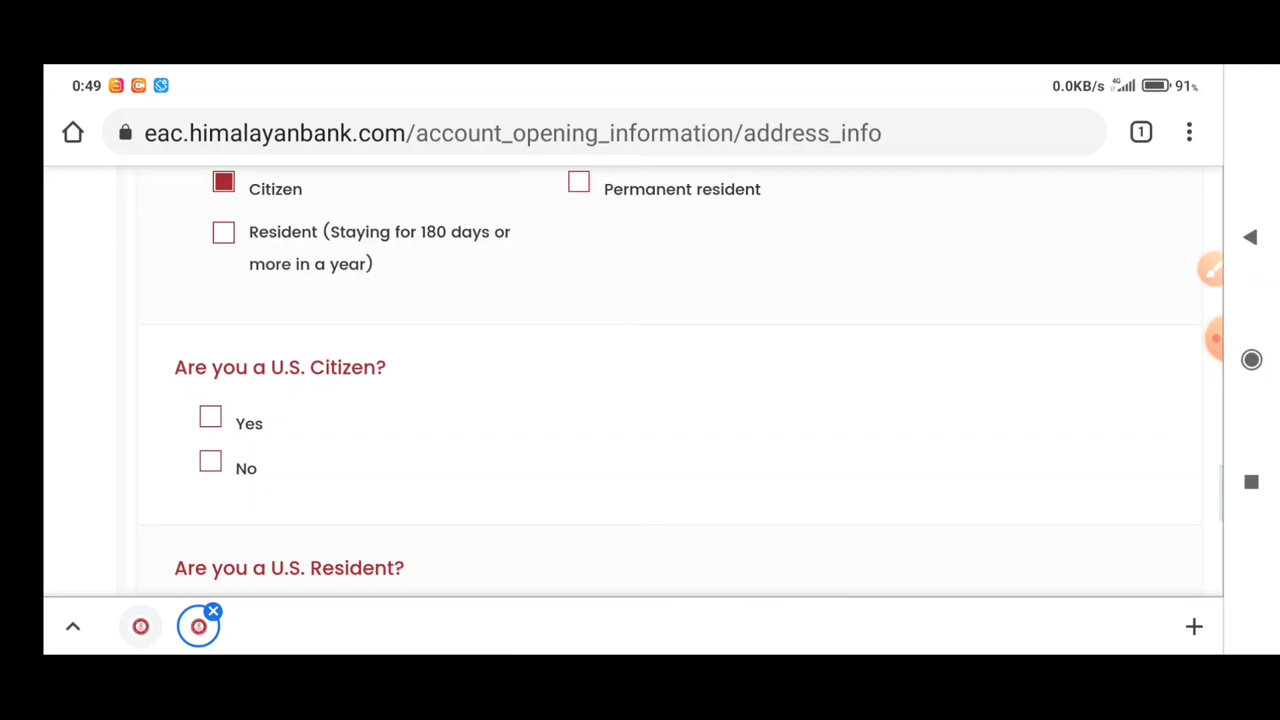 0:49 0.0KB/s 4G 91%
eac.himalayanbank.com/account_opening_information/address_info 1
Citizen Permanent resident
Resident (Staying for 180 days or
more in a year)
Are you a U.S. Citizen?
Yes
No
Are you a U.S. Resident?